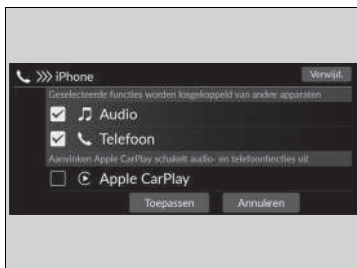 iPhone
Verwijd.
Geselecteerde functies worden losgekoppeld van andere apparaten
Audio
Telefoon
Aanvinken Apple CarPlay schakelt audio- en telefoonfincties uit
Apple CarPlay
Toepassen
Annuleren